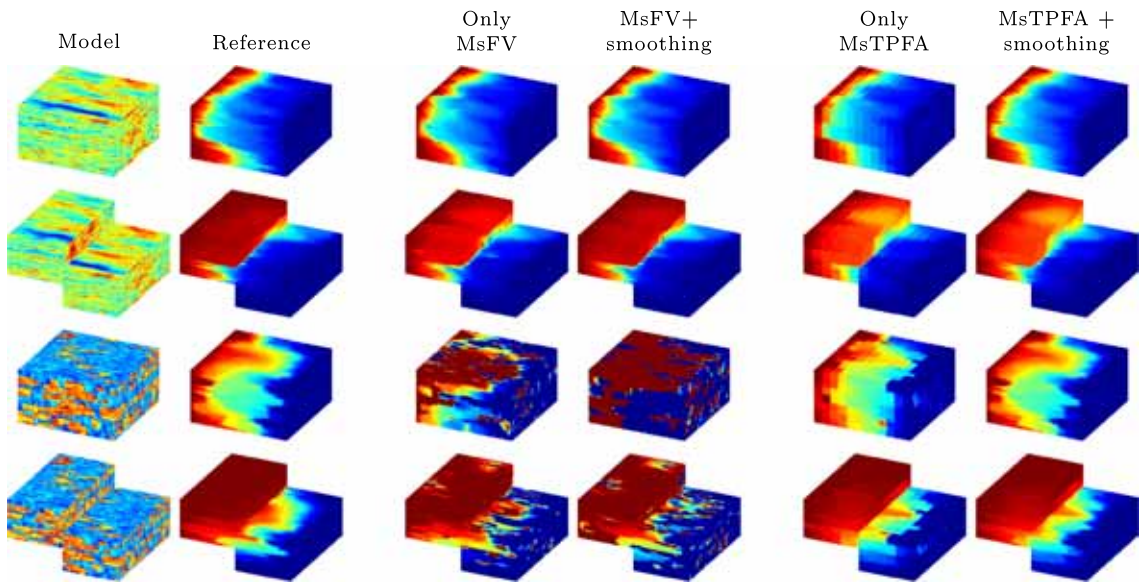 Model
Reference
Only
MsFV
MsFV+
smoothing
Only
MsTPFA
MsTPFA +
smoothing